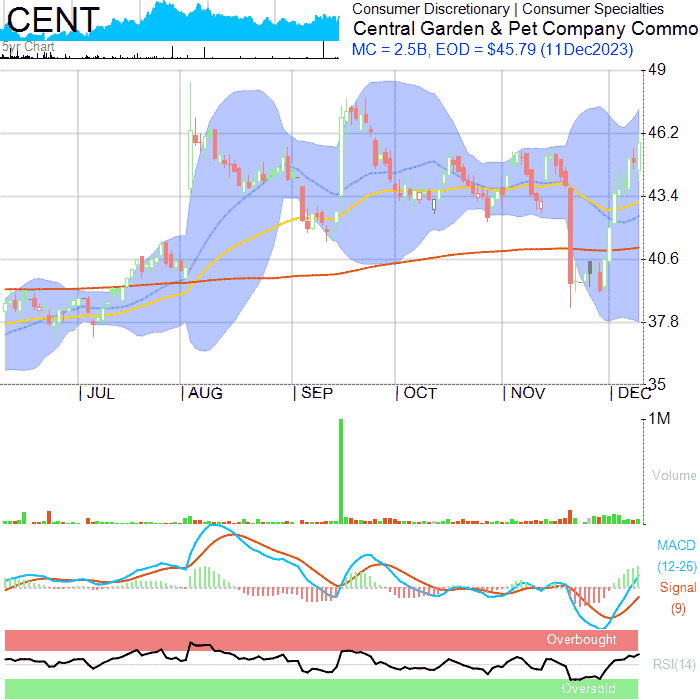 CENT
5yr Chart
Consumer Discretionary | Consumer Specialties
Central Garden & Pet Company Commo
MC = 2.5B, EOD = $45.79 (11Dec2023)
49
46.2
43.4
40.6
37.8
35
| JUL
| AUG
| SEP
| OCT
| NOV
| DEC
1M
Volume
MACD
(12-26)
Signal
(9)
Overbought
RSI(14)
Oversold